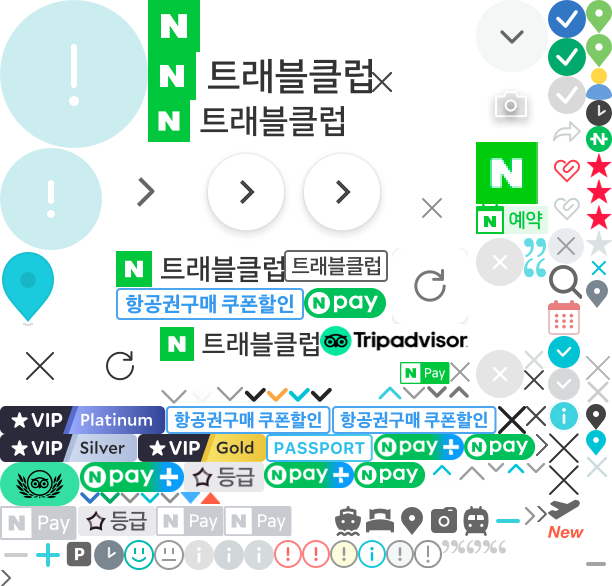 N
N 트래블클럽
N 트래블클럽
N
N 예약
N 트래블클럽 트래블클럽
항공권구매 쿠폰할인 N pay
N 트래블클럽 Tripadvisor
N Pay
VIP Platinum 항공권구매 쿠폰할인 항공권구매 쿠폰할인
VIP Silver VIP Gold PASSPORT N pay + N pay
N pay + 등급 N pay + N pay
N Pay 등급 N Pay N Pay
New
P